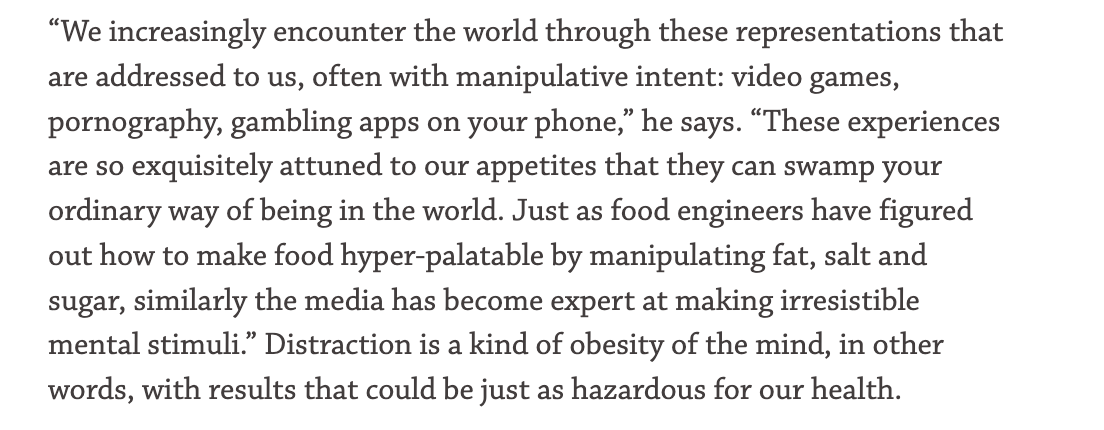 “We increasingly encounter the world through these representations that
are addressed to us, often with manipulative intent: video games,
pornography, gambling apps on your phone,” he says. “These experiences
are so exquisitely attuned to our appetites that they can swamp your
ordinary way of being in the world. Just as food engineers have figured
out how to make food hyper-palatable by manipulating fat, salt and
sugar, similarly the media has become expert at making irresistible
mental stimuli.” Distraction is a kind of obesity of the mind, in other
words, with results that could be just as hazardous for our health.